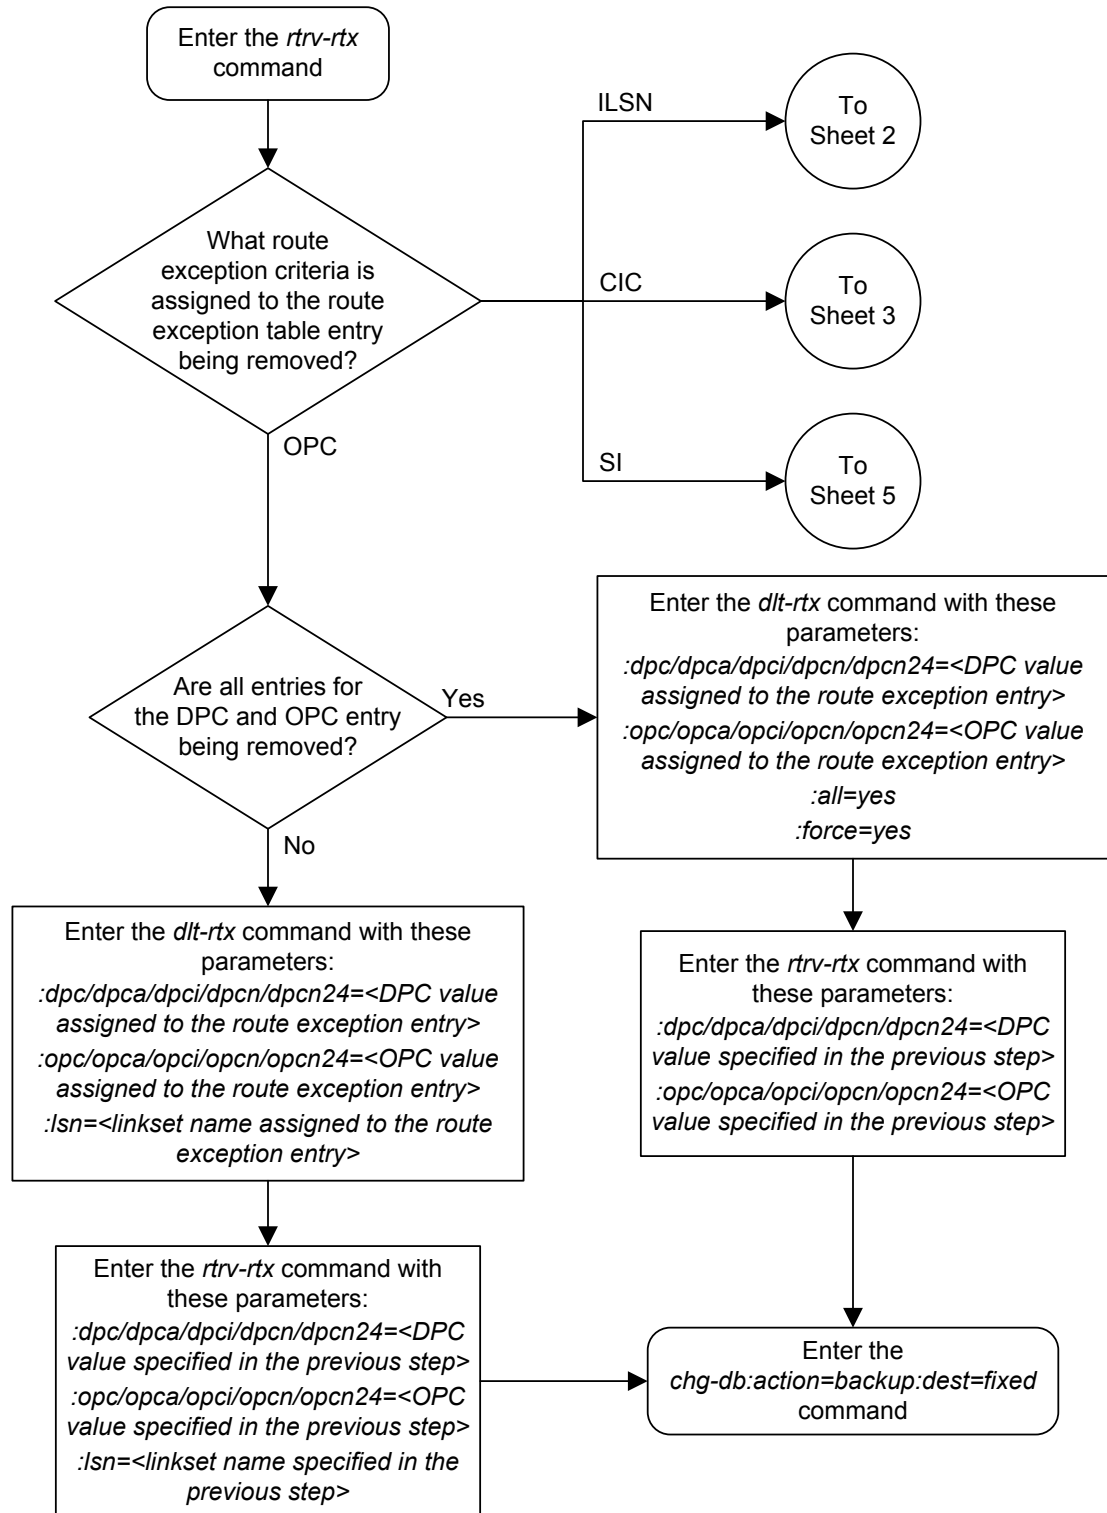 Enter the rtrv-rtx
command
ILSN
To
Sheet 2
What route
exception criteria is
assigned to the route
exception table entry
being removed?
CIC
To
Sheet 3
OPC
SI
To
Sheet 5
Are all entries for
the DPC and OPC entry
being removed?
Yes
Enter the dlt-rtx command with these
parameters:
:dpc/dpca/dpci/dpcn/dpcn24=<DPC value
assigned to the route exception entry>
:opc/opca/opci/opcn/opcn24=<OPC value
assigned to the route exception entry>
:all=yes
:force=yes
No
Enter the dlt-rtx command with these
parameters:
:dpc/dpca/dpci/dpcn/dpcn24=<DPC value
assigned to the route exception entry>
:opc/opca/opci/opcn/opcn24=<OPC value
assigned to the route exception entry>
:lsn=<linkset name assigned to the route
exception entry>
Enter the rtrv-rtx command with
these parameters:
:dpc/dpca/dpci/dpcn/dpcn24=<DPC
value specified in the previous step>
:opc/opca/opci/opcn/opcn24=<OPC
value specified in the previous step>
Enter the rtrv-rtx command with
these parameters:
:dpc/dpca/dpci/dpcn/dpcn24=<DPC
value specified in the previous step>
:opc/opca/opci/opcn/opcn24=<OPC
value specified in the previous step>
:lsn=<linkset name specified in the
previous step>
Enter the
chg-db:action=backup:dest=fixed
command